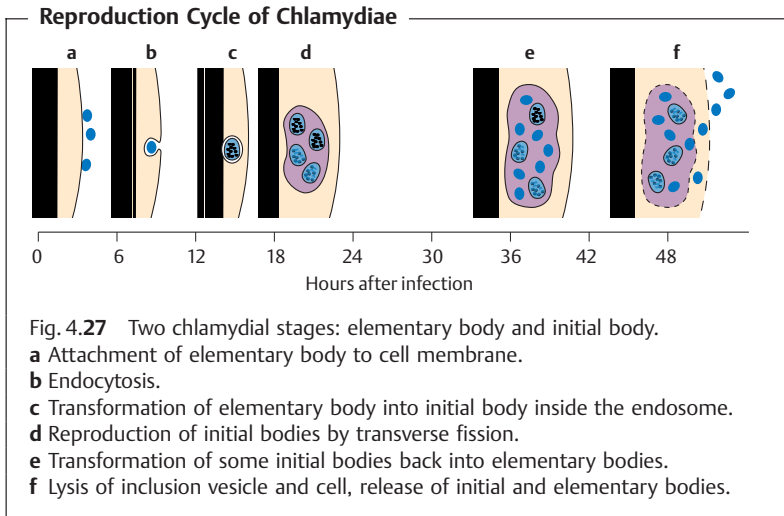 Reproduction Cycle of Chlamydiae
a b c d e f
0 6 12 18 24 30 36 42 48
Hours after infection
Fig. 4.27 Two chlamydial stages: elementary body and initial body.
a Attachment of elementary body to cell membrane.
b Endocytosis.
c Transformation of elementary body into initial body inside the endosome.
d Reproduction of initial bodies by transverse fission.
e Transformation of some initial bodies back into elementary bodies.
f Lysis of inclusion vesicle and cell, release of initial and elementary bodies.